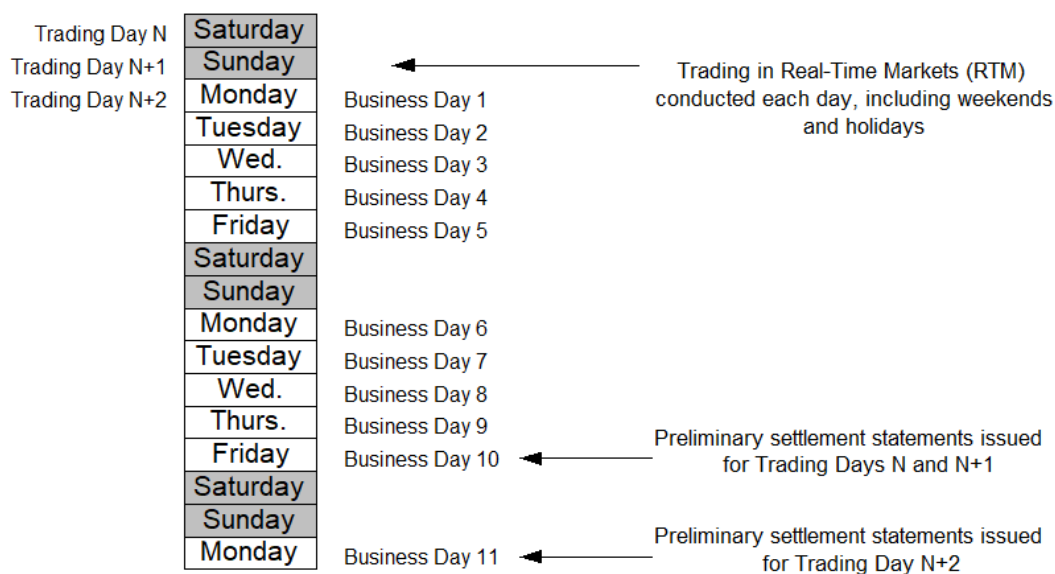 Trading Day N Saturday
Trading Day N+1 Sunday
Trading in Real-Time Markets (RTM)
conducted each day, including weekends
and holidays
Trading Day N+2 Monday Business Day 1
Tuesday Business Day 2
Wed. Business Day 3
Thurs. Business Day 4
Friday Business Day 5
Saturday
Sunday
Monday Business Day 6
Tuesday Business Day 7
Wed. Business Day 8
Thurs. Business Day 9
Friday Business Day 10
Preliminary settlement statements issued
for Trading Days N and N+1
Saturday
Sunday
Monday Business Day 11
Preliminary settlement statements issued
for Trading Day N+2